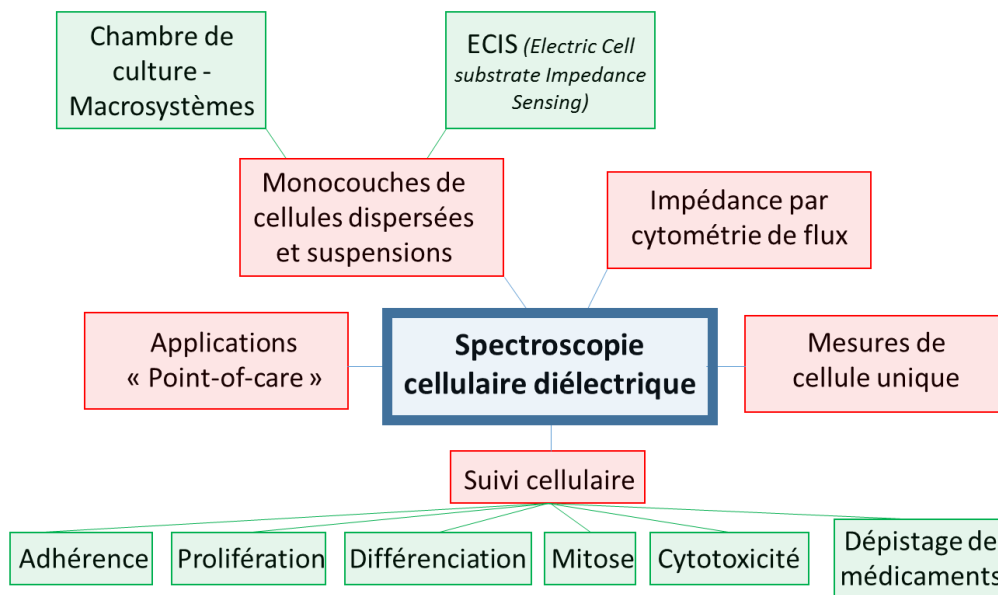 Chambre de
culture -
Macrosystèmes
ECIS (Electric Cell
substrate Impedance
Sensing)
Monocouches de
cellules dispersées
et suspensions
Impédance par
cytométrie de flux
Applications
« Point-of-care »
Spectroscopie
cellulaire diélectrique
Mesures de
cellule unique
Suivi cellulaire
Adhérence
Prolifération
Différenciation
Mitose
Cytotoxicité
Dépistage de
médicaments